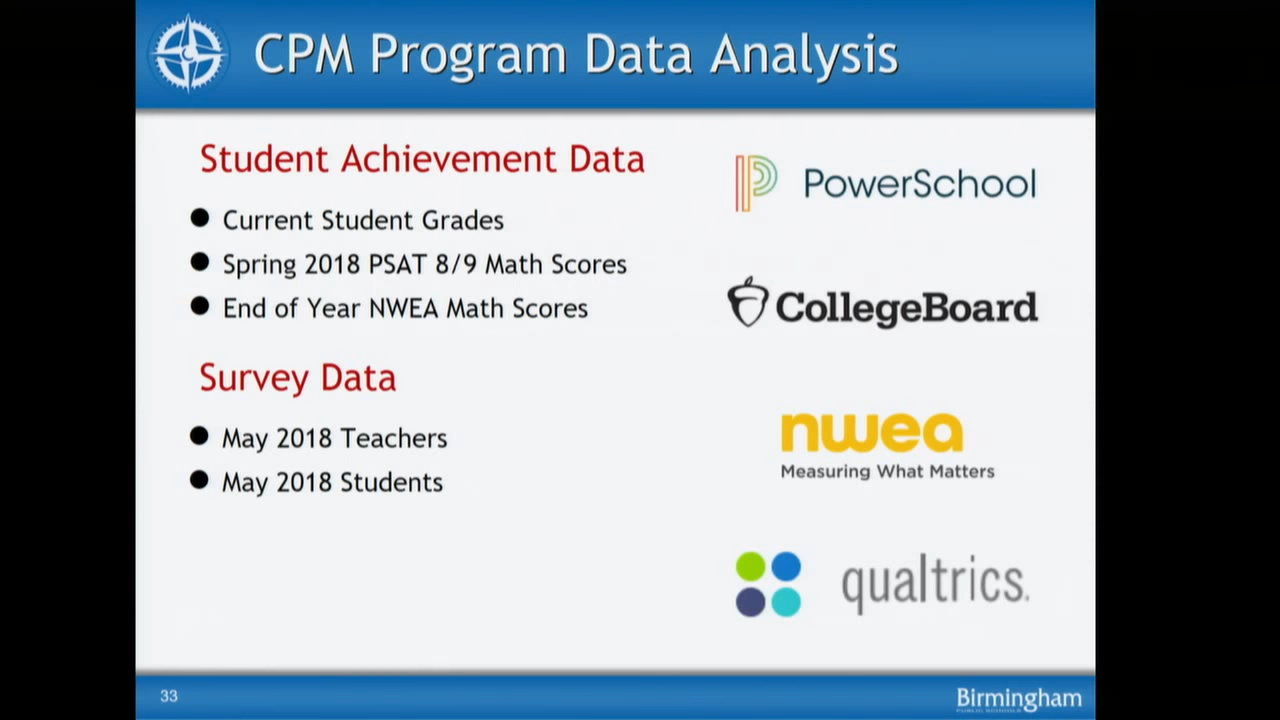 CPM Program Data Analysis
Student Achievement Data
● Current Student Grades
● Spring 2018 PSAT 8/9 Math Scores
● End of Year NWEA Math Scores
Survey Data
● May 2018 Teachers
● May 2018 Students
PowerSchool
CollegeBoard
nwea
Measuring What Matters
qualtrics.
33
Birmingham
PUBLIC SCHOOLS